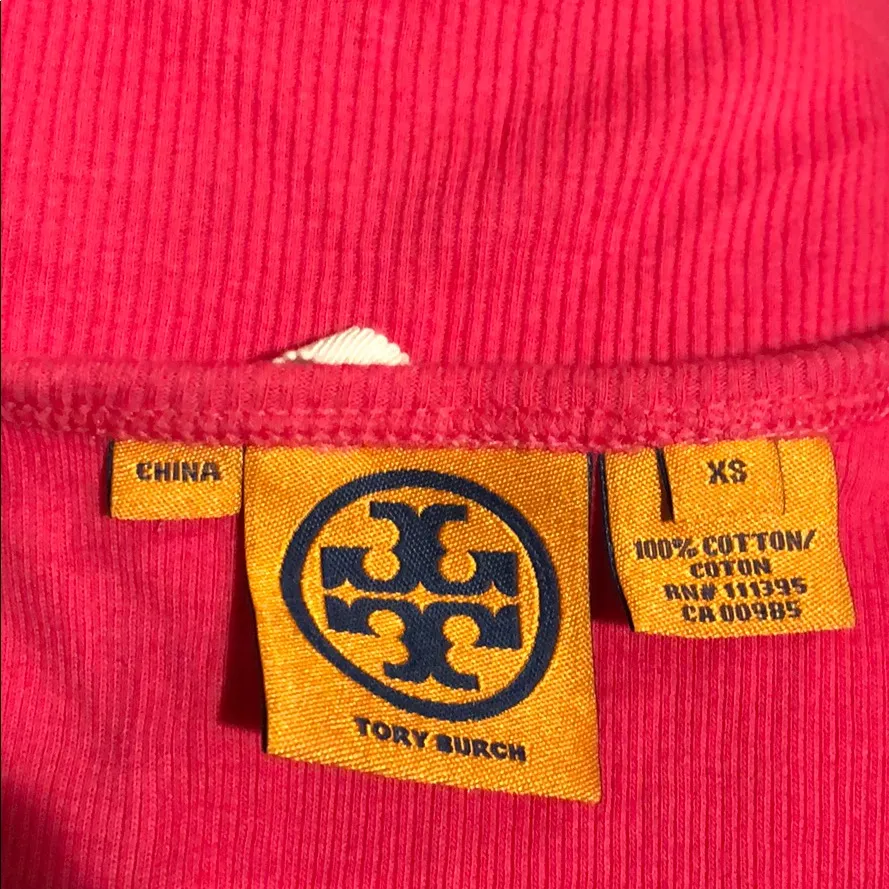 CHINA
TORY BURCH
XS
100% COTTON/
COTON
RN# 111395
CA 00985